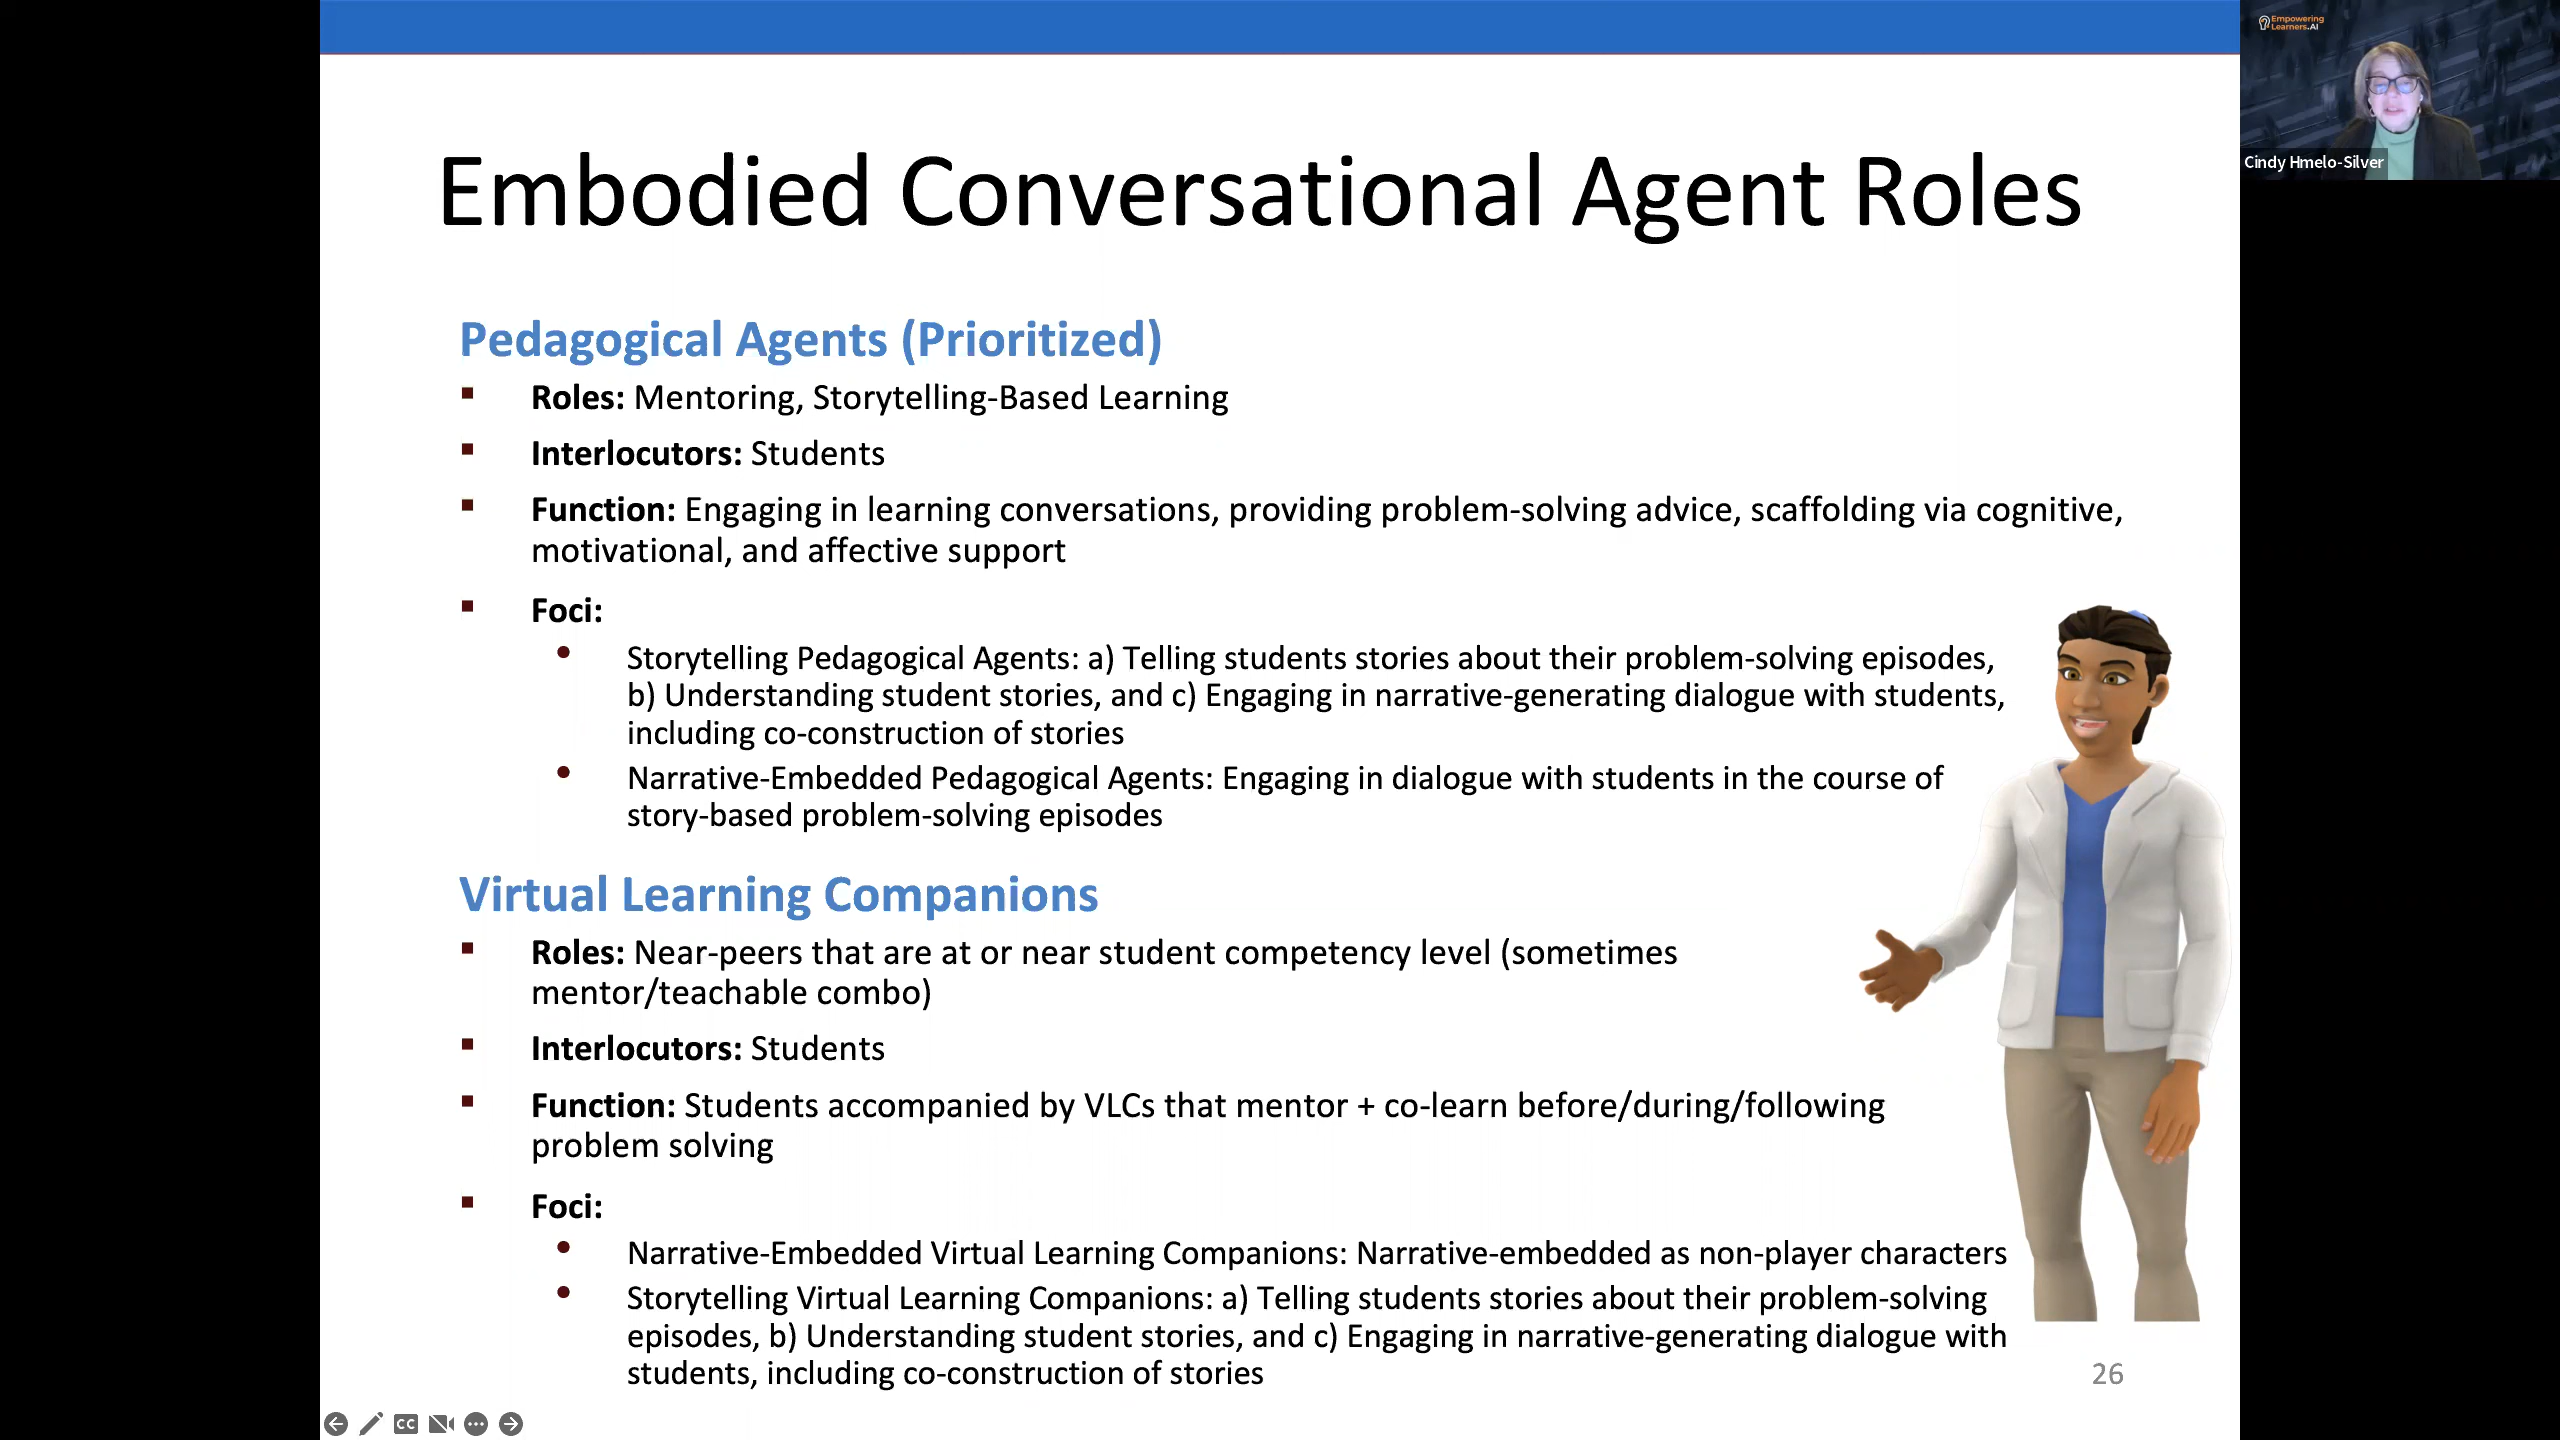 Empowering
Learners.AI
Cindy Hmelo-Silver
Embodied Conversational Agent Roles
Pedagogical Agents (Prioritized)
▪ Roles: Mentoring, Storytelling-Based Learning
▪ Interlocutors: Students
▪ Function: Engaging in learning conversations, providing problem-solving advice, scaffolding via cognitive,
motivational, and affective support
▪ Foci:
• Storytelling Pedagogical Agents: a) Telling students stories about their problem-solving episodes,
b) Understanding student stories, and c) Engaging in narrative-generating dialogue with students,
including co-construction of stories
• Narrative-Embedded Pedagogical Agents: Engaging in dialogue with students in the course of
story-based problem-solving episodes
Virtual Learning Companions
▪ Roles: Near-peers that are at or near student competency level (sometimes
mentor/teachable combo)
▪ Interlocutors: Students
▪ Function: Students accompanied by VLCs that mentor + co-learn before/during/following
problem solving
▪ Foci:
• Narrative-Embedded Virtual Learning Companions: Narrative-embedded as non-player characters
• Storytelling Virtual Learning Companions: a) Telling students stories about their problem-solving
episodes, b) Understanding student stories, and c) Engaging in narrative-generating dialogue with
students, including co-construction of stories
26
CC